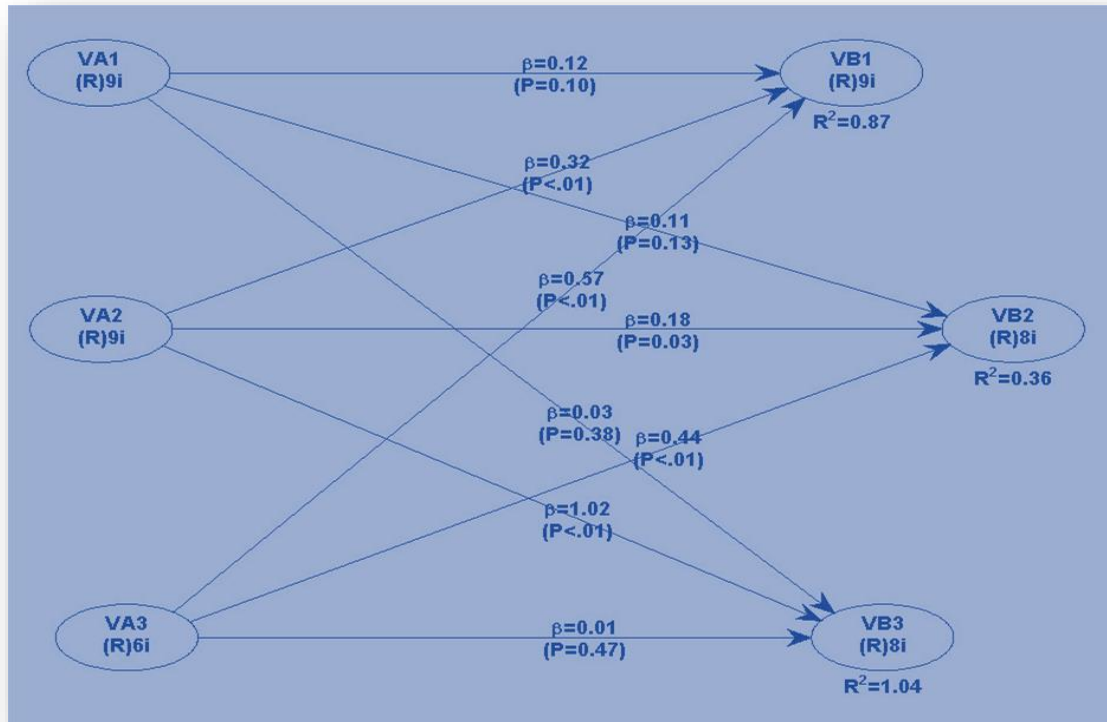 VA1
(R)9i
β=0.12
(P=0.10)
VB1
(R)9i
R²=0.87
β=0.32
(P<.01)
β=0.11
(P=0.13)
β=0.57
(P<.01)
VA2
(R)9i
β=0.18
(P=0.03)
VB2
(R)8i
R²=0.36
β=0.03
(P=0.38)
β=0.44
(P<.01)
β=1.02
(P<.01)
VA3
(R)6i
β=0.01
(P=0.47)
VB3
(R)8i
R²=1.04